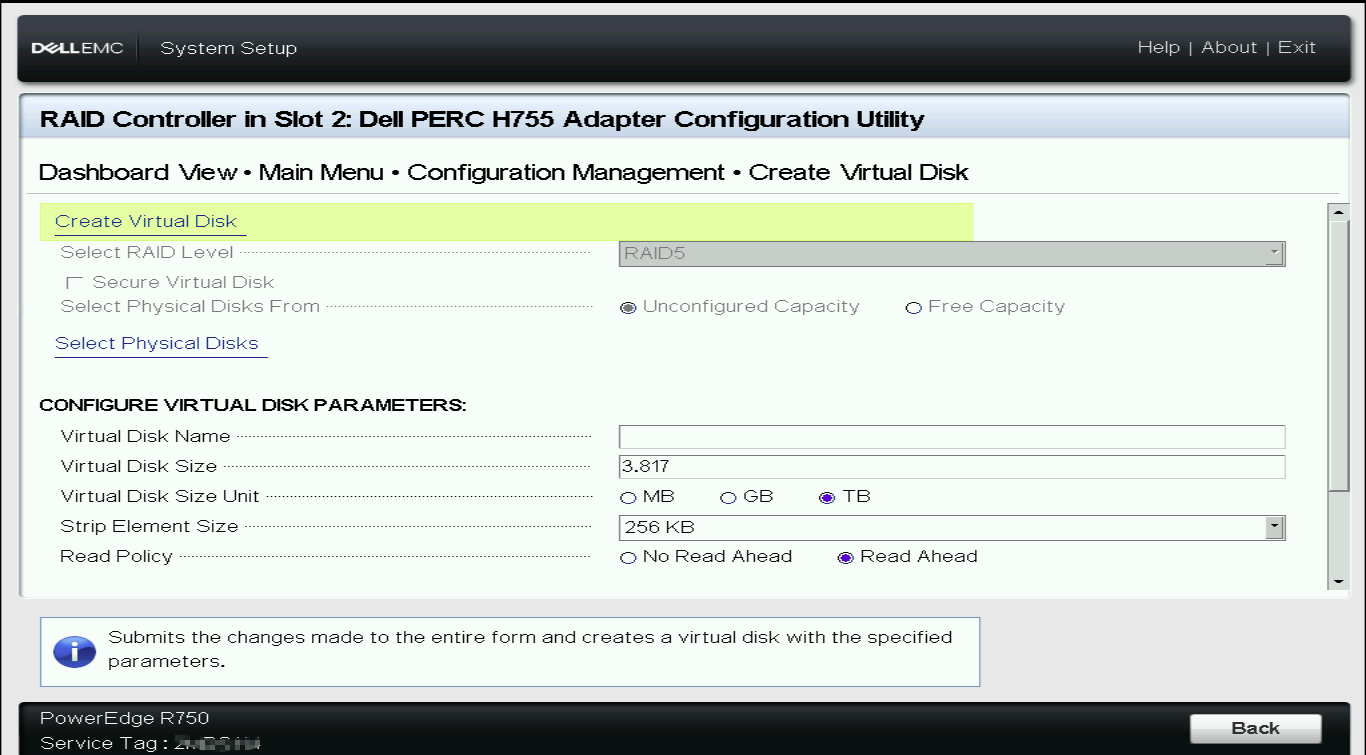 DELLEMC System Setup Help | About | Exit
RAID Controller in Slot 2: Dell PERC H755 Adapter Configuration Utility
Dashboard View • Main Menu • Configuration Management • Create Virtual Disk
Create Virtual Disk
Select RAID Level RAID5
Secure Virtual Disk
Select Physical Disks From Unconfigured Capacity Free Capacity
Select Physical Disks
CONFIGURE VIRTUAL DISK PARAMETERS:
Virtual Disk Name
Virtual Disk Size 3.817
Virtual Disk Size Unit MB GB TB
Strip Element Size 256 KB
Read Policy No Read Ahead Read Ahead
Submits the changes made to the entire form and creates a virtual disk with the specified
parameters.
PowerEdge R750
Back
Service Tag :